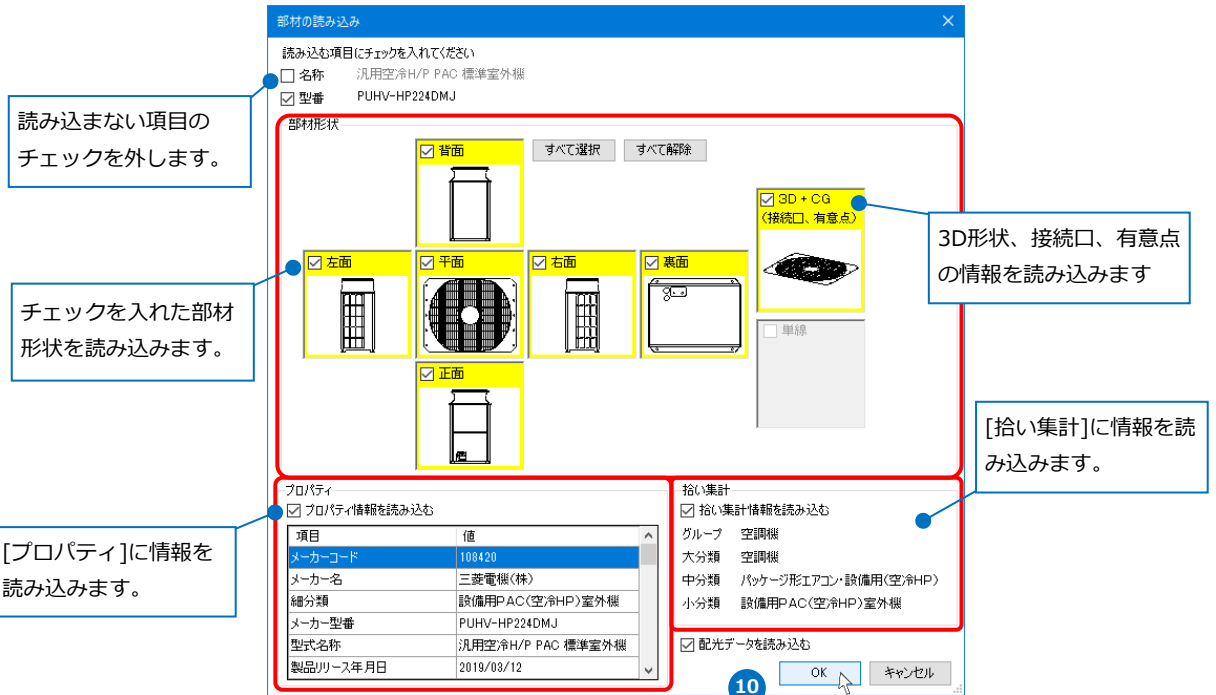 部材の読み込み
読み込む項目にチェックを入れてください
名称 汎用空冷H/P PAC 標準室外機
型番 PUHV-HP224DMJ
読み込まない項目の
チェックを外します。
部材形状
背面
すべて選択
すべて解除
3D + CG
(接続口、有意点)
3D形状、接続口、有意点
の情報を読み込みます
左面
平面
右面
裏面
チェックを入れた部材
形状を読み込みます。
単線
正面
[拾い集計]に情報を読
み込みます。
プロパティ
プロパティ情報を読み込む
項目 値
メーカーコード 108420
メーカー名 三菱電機(株)
細分類 設備用PAC(空冷HP)室外機
メーカー型番 PUHV-HP224DMJ
型式名称 汎用空冷H/P PAC 標準室外機
製品リリース年月日 2019/03/12
[プロパティ]に情報を
読み込みます。
拾い集計
拾い集計情報を読み込む
グループ 空調機
大分類 空調機
中分類 パッケージ形エアコン・設備用(空冷HP)
小分類 設備用PAC(空冷HP)室外機
配光データを読み込む
10
OK
キャンセル